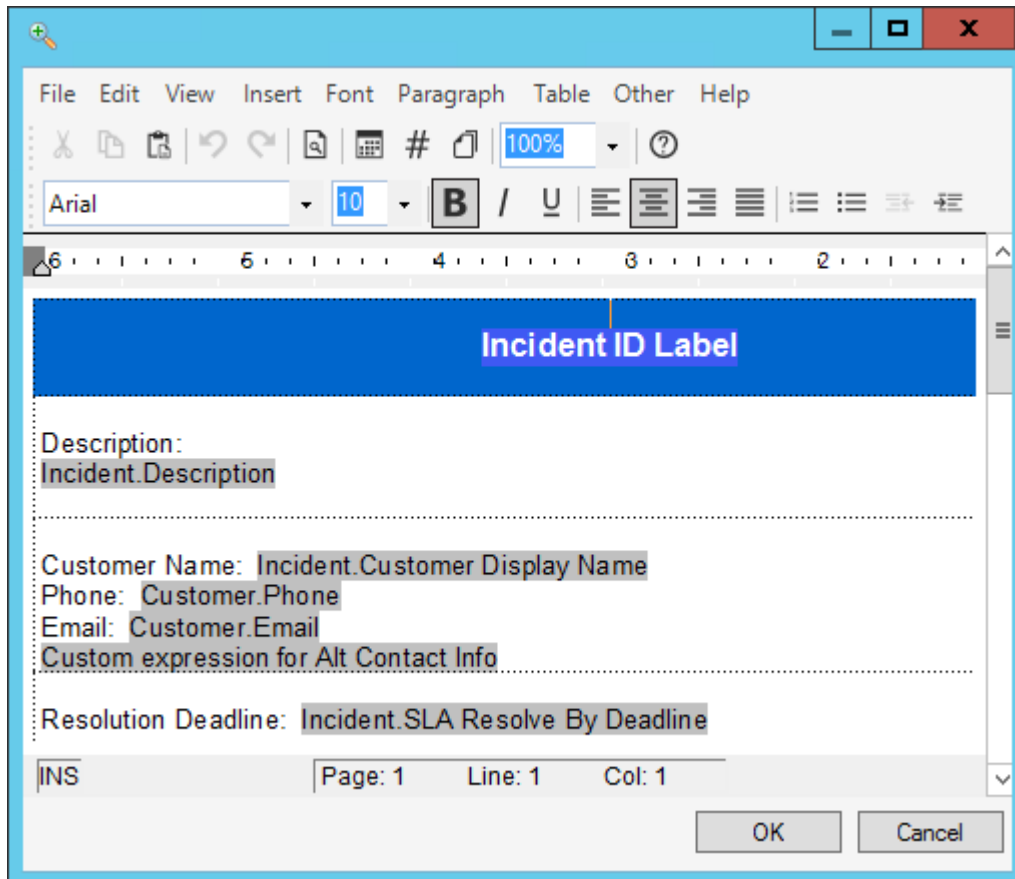 File Edit View Insert Font Paragraph Table Other Help
# 100% ?
Arial 10 B I U
6 5 4 3 2
Incident ID Label
Description:
Incident.Description
Customer Name: Incident.Customer Display Name
Phone: Customer.Phone
Email: Customer.Email
Custom expression for Alt Contact Info
Resolution Deadline: Incident.SLA Resolve By Deadline
INS Page: 1 Line: 1 Col: 1
OK Cancel